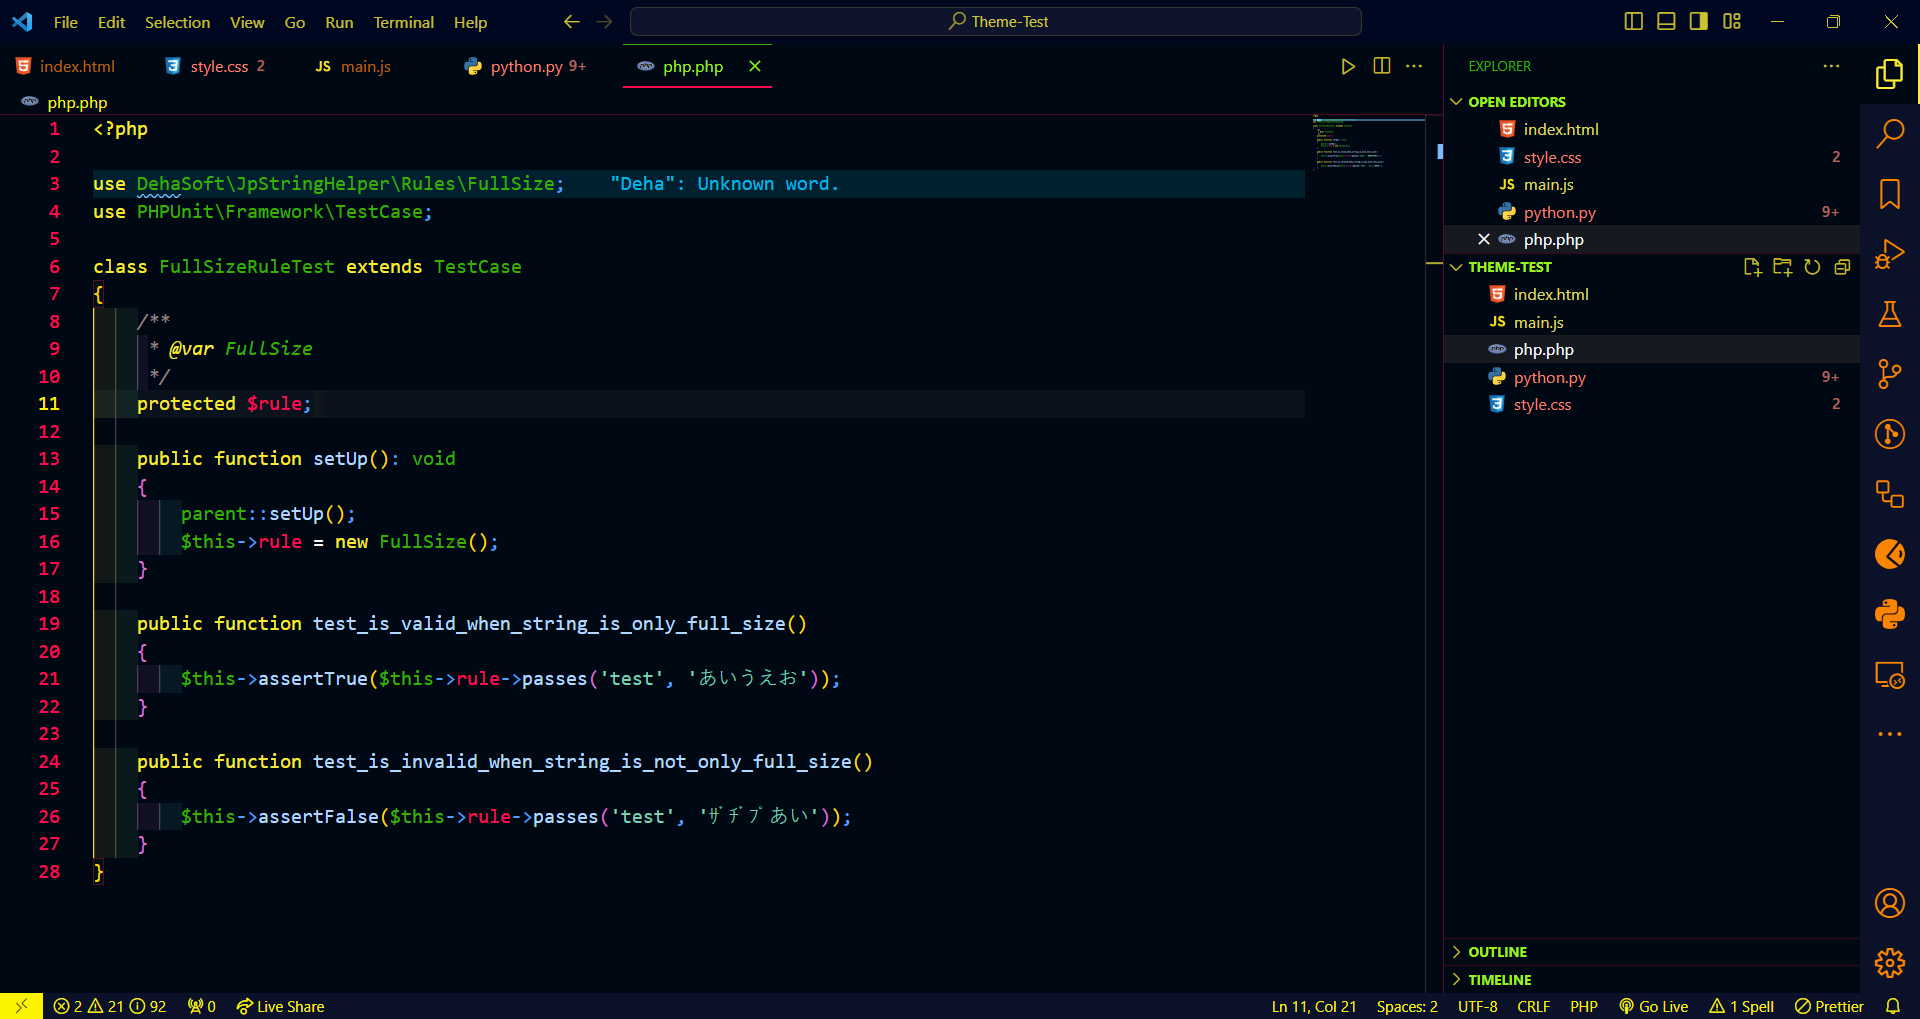 File Edit Selection View Go Run Terminal Help
Theme-Test
index.html
style.css 2
JS main.js
python.py 9+
php.php
php.php
1 <?php
2
3 use DehaSoft\JpStringHelper\Rules\FullSize; "Deha": Unknown word.
4 use PHPUnit\Framework\TestCase;
5
6 class FullSizeRuleTest extends TestCase
7 {
8 /**
9 * @var FullSize
10 */
11 protected $rule;
12
13 public function setUp(): void
14 {
15 parent::setUp();
16 $this->rule = new FullSize();
17 }
18
19 public function test_is_valid_when_string_is_only_full_size()
20 {
21 $this->assertTrue($this->rule->passes('test', 'あいうえお'));
22 }
23
24 public function test_is_invalid_when_string_is_not_only_full_size()
25 {
26 $this->assertFalse($this->rule->passes('test', 'ｻﾞﾁﾞﾌﾟあい'));
27 }
28 }
EXPLORER
OPEN EDITORS
index.html
style.css 2
JS main.js
python.py 9+
php php.php
THEME-TEST
index.html
JS main.js
php php.php
python.py 9+
style.css 2
OUTLINE
TIMELINE
2 21 92 0 Live Share
Ln 11, Col 21 Spaces: 2 UTF-8 CRLF PHP Go Live 1 Spell Prettier